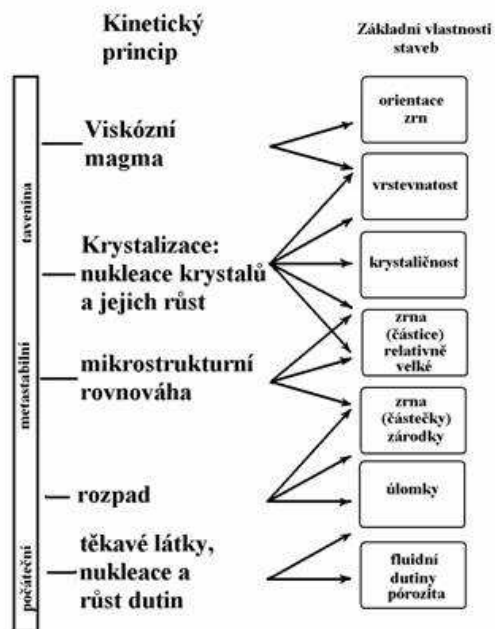 Kinetický
princip
Základní vlastnosti
staveb
tavenina
metastabilní
počáteční
Viskózní
magma
Krystalizace:
nukleace krystalů
a jejich růst
mikrostrukturní
rovnováha
rozpad
těkavé látky,
nukleace a
růst dutin
orientace
zrn
vrstevnatost
krystaličnost
zrna
(částice)
relativně
velké
zrna
(částečky)
zárodky
úlomky
fluidní
dutiny
pórozita